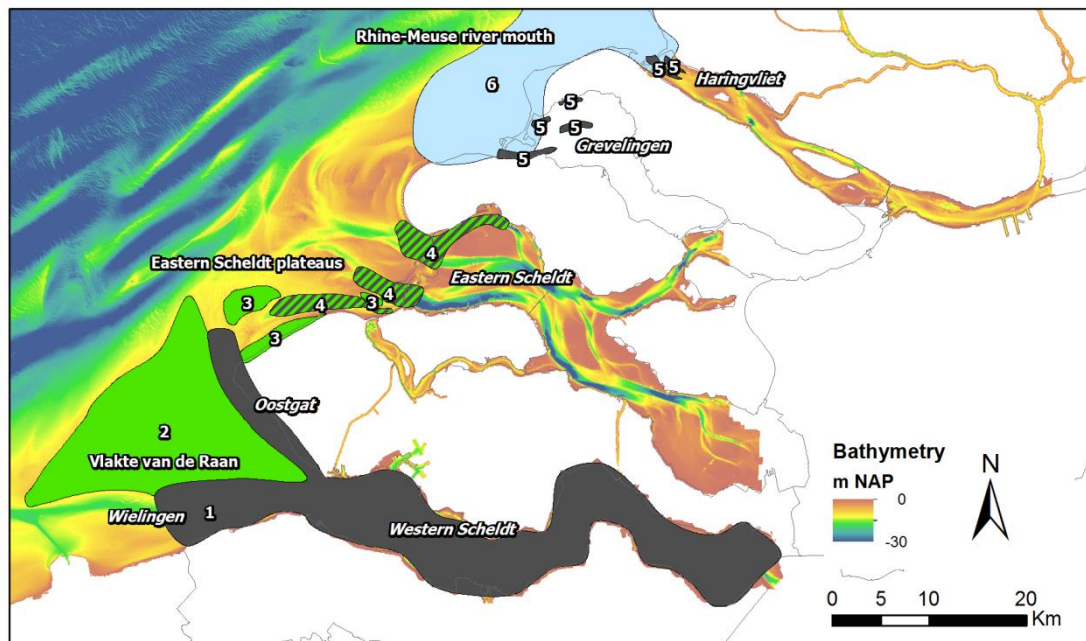 Rhine-Meuse river mouth
6
5 5
Haringvliet
5
5 5
Grevelingen
5
4
Eastern Scheldt plateaus
Eastern Scheldt
4
3
4
3
3
Oostgat
2
Vlakte van de Raan
Wielingen
1
Western Scheldt
Bathymetry
m NAP
0
-30
N
0 5 10 20
Km